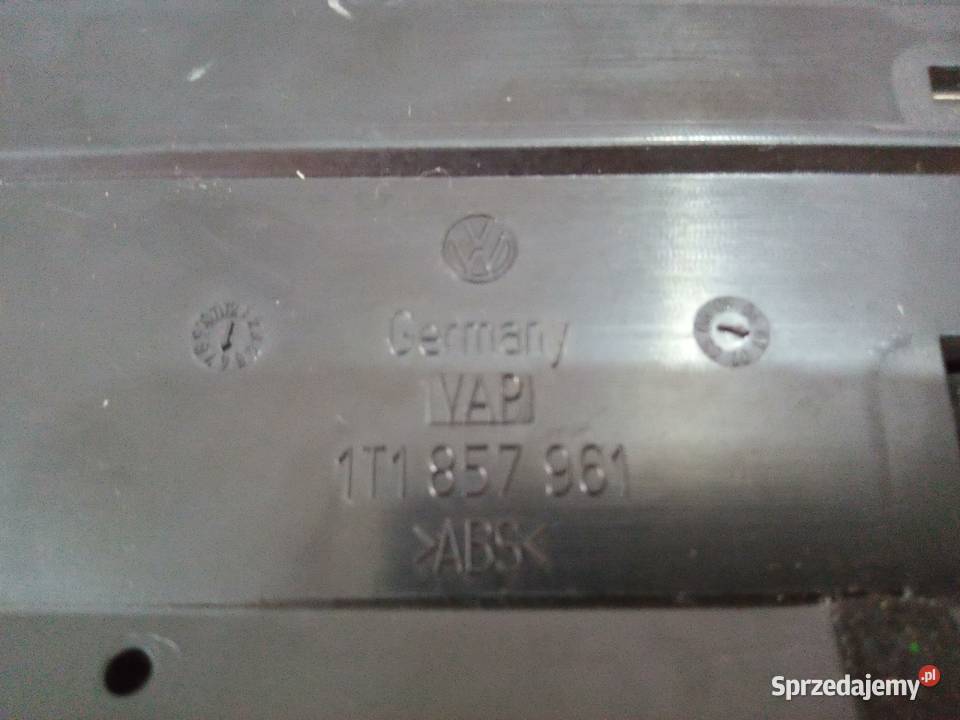 Germany
VAP
1T1 857 961
>ABS<
Sprzedajemy.pl